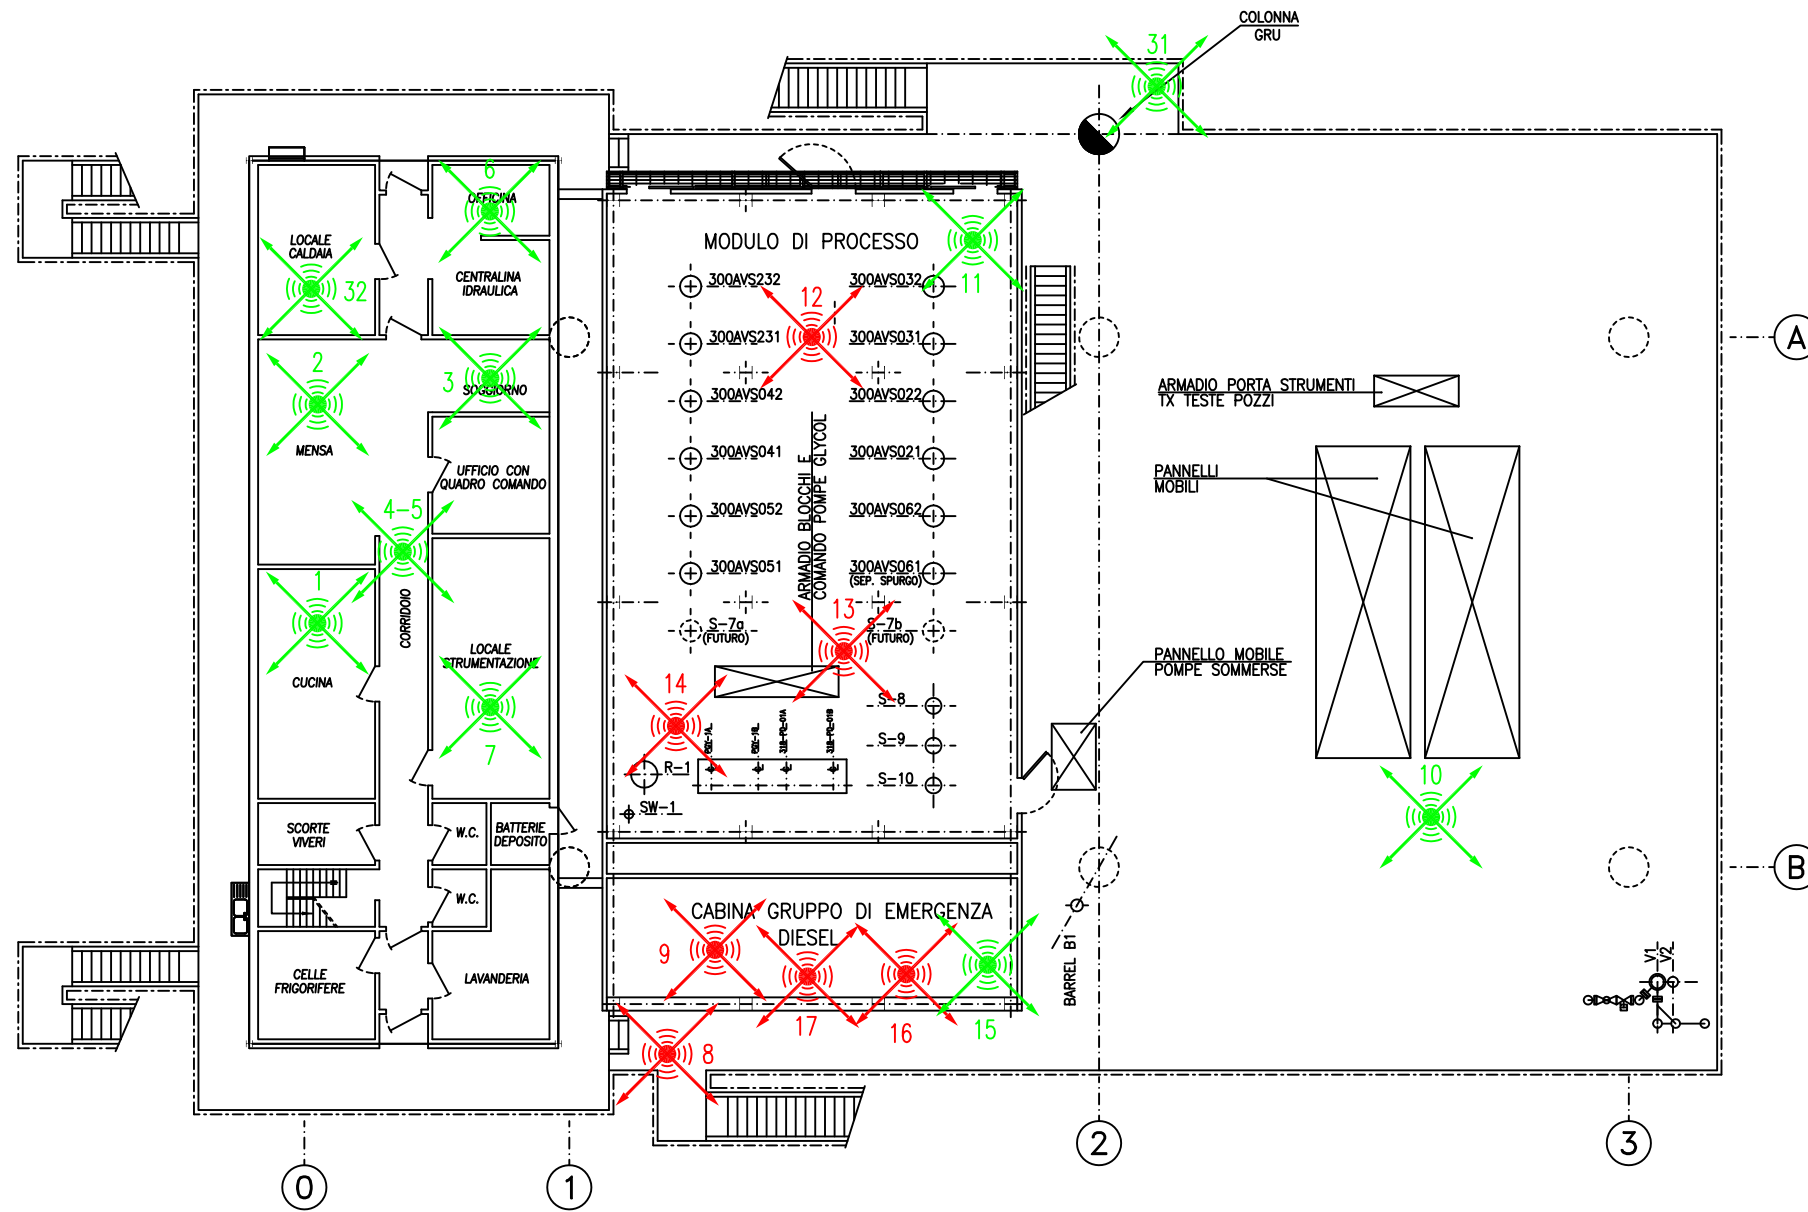 COLONNA
GRU
31
6
OFFICINA
LOCALE
CALDAIA
32
CENTRALINA
IDRAULICA
MODULO DI PROCESSO
11
300AVS232
300AVS032
12
300AVS231
300AVS031
A
2
3
SOGGIORNO
300AVS042
300AVS022
ARMADIO PORTA STRUMENTI
TX TESTE POZZI
MENSA
UFFICIO CON
QUADRO COMANDO
300AVS041
300AVS021
ARMADIO BLOCCHI E
COMANDO POMPE GLYCOL
PANNELLI
MOBILI
4-5
300AVS052
300AVS062
1
300AVS051
300AVS061
(SEP. SPURGO)
CORRIDOIO
13
S-7a
(FUTURO)
S-7b
(FUTURO)
LOCALE
STRUMENTAZIONE
CUCINA
PANNELLO MOBILE
POMPE SOMMERSE
14
S-8
7
S-9
R-1
S-10
10
SW-1
SCORTE
VIVERI
W.C.
BATTERIE
DEPOSITO
B
W.C.
CABINA GRUPPO DI EMERGENZA
DIESEL
9
BARREL B1
V1
V2
CELLE
FRIGORIFERE
LAVANDERIA
17
16
15
8
0
1
2
3